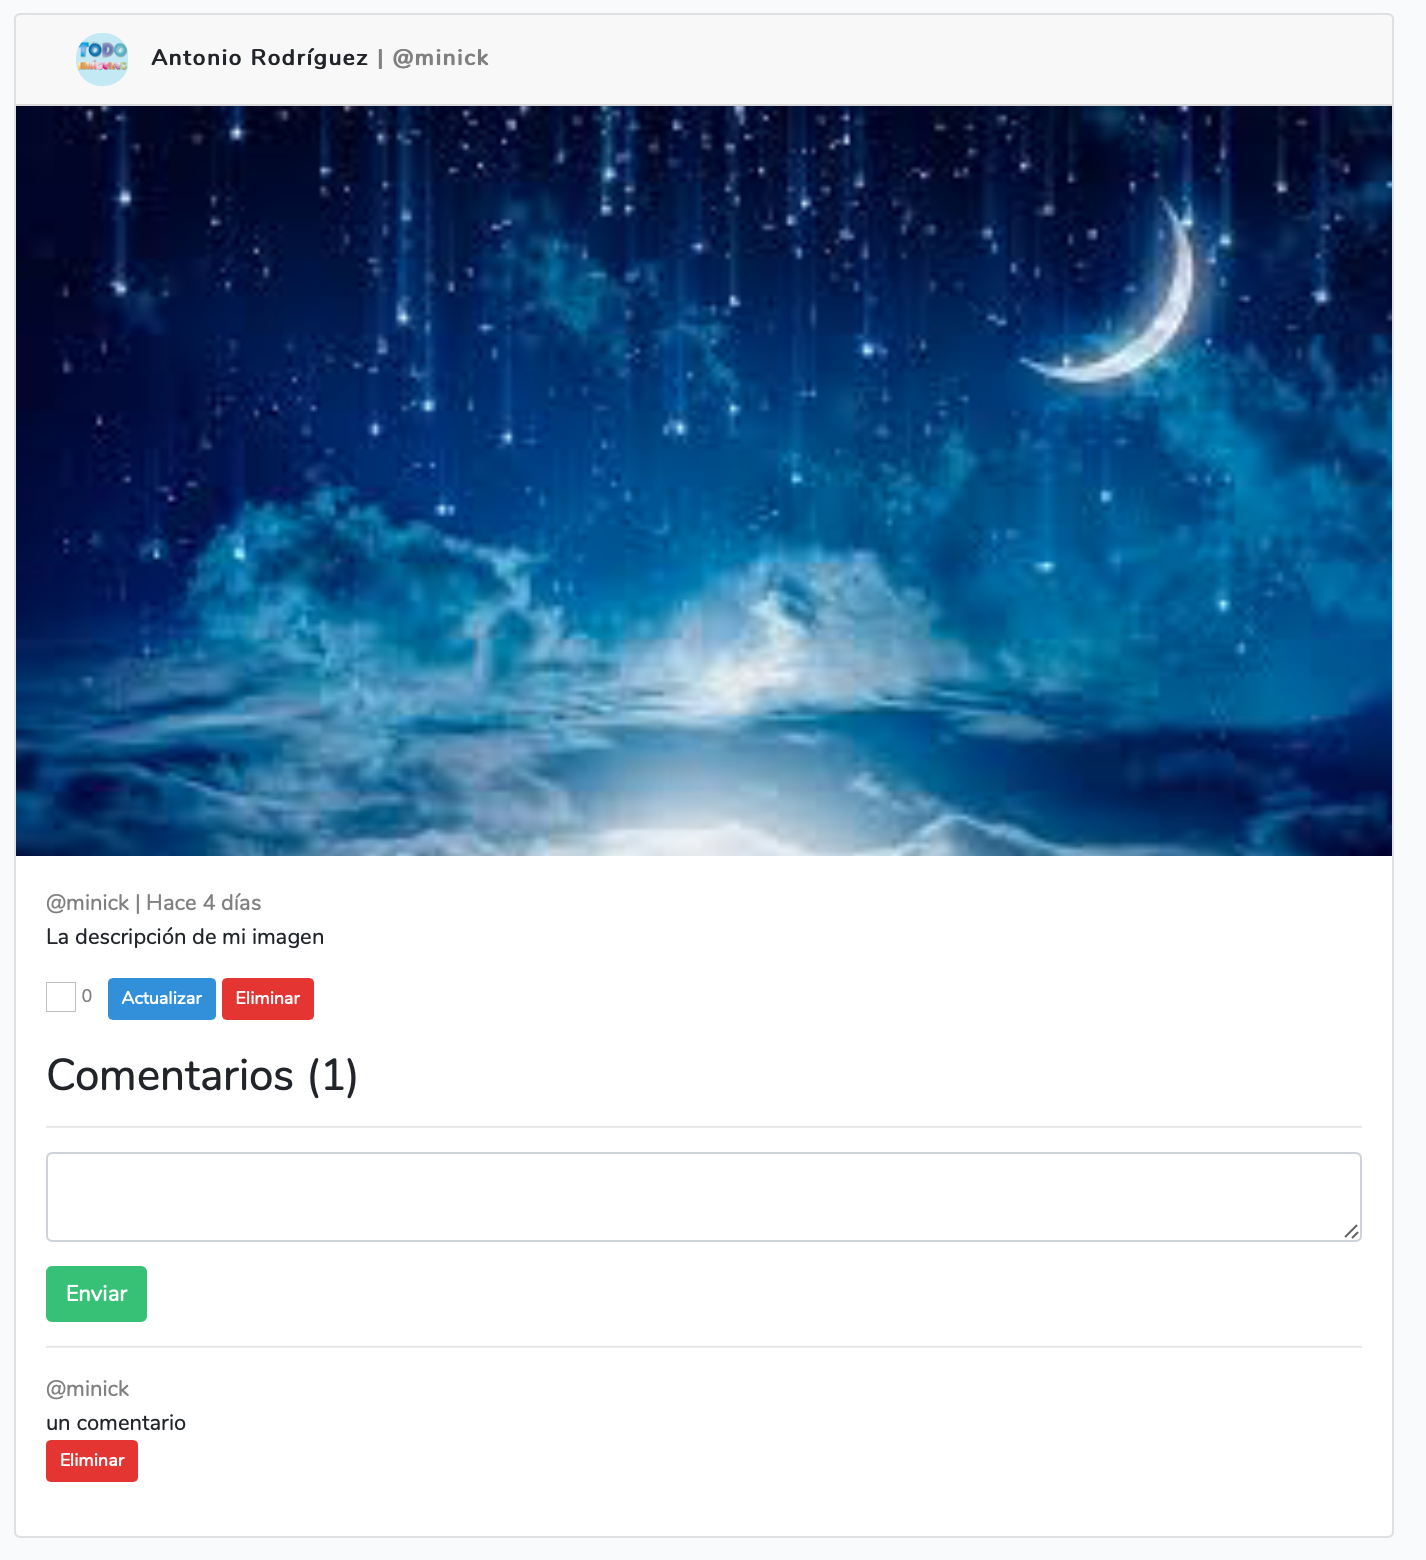 TODO
Antonio Rodríguez | @minick
@minick | Hace 4 días
La descripción de mi imagen
0 Actualizar Eliminar
Comentarios (1)
Enviar
@minick
un comentario
Eliminar